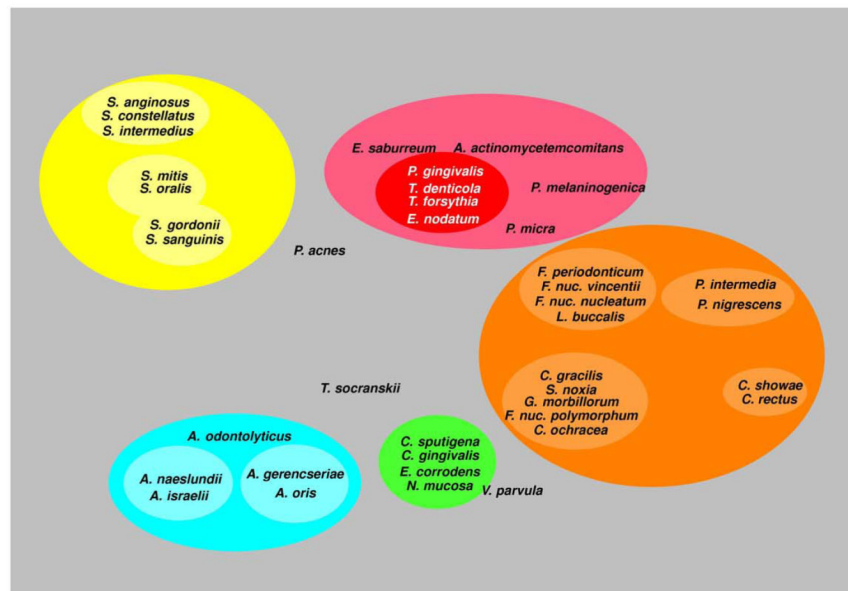 S. anginosus
S. constellatus
S. intermedius
S. mitis
S. oralis
S. gordonii
S. sanguinis
P. acnes
E. saburreum
A. actinomycetemcomitans
P. gingivalis
T. denticola
T. forsythia
E. nodatum
P. melaninogenica
P. micra
F. periodonticum
F. nuc. vincentii
F. nuc. nucleatum
L. buccalis
P. intermedia
P. nigrescens
C. gracilis
S. noxia
G. morbillorum
F. nuc. polymorphum
C. ochracea
C. showae
C. rectus
T. socranskii
A. odontolyticus
A. naeslundii
A. israelii
A. gerencseriae
A. oris
C. sputigena
C. gingivalis
E. corrodens
N. mucosa
V. parvula